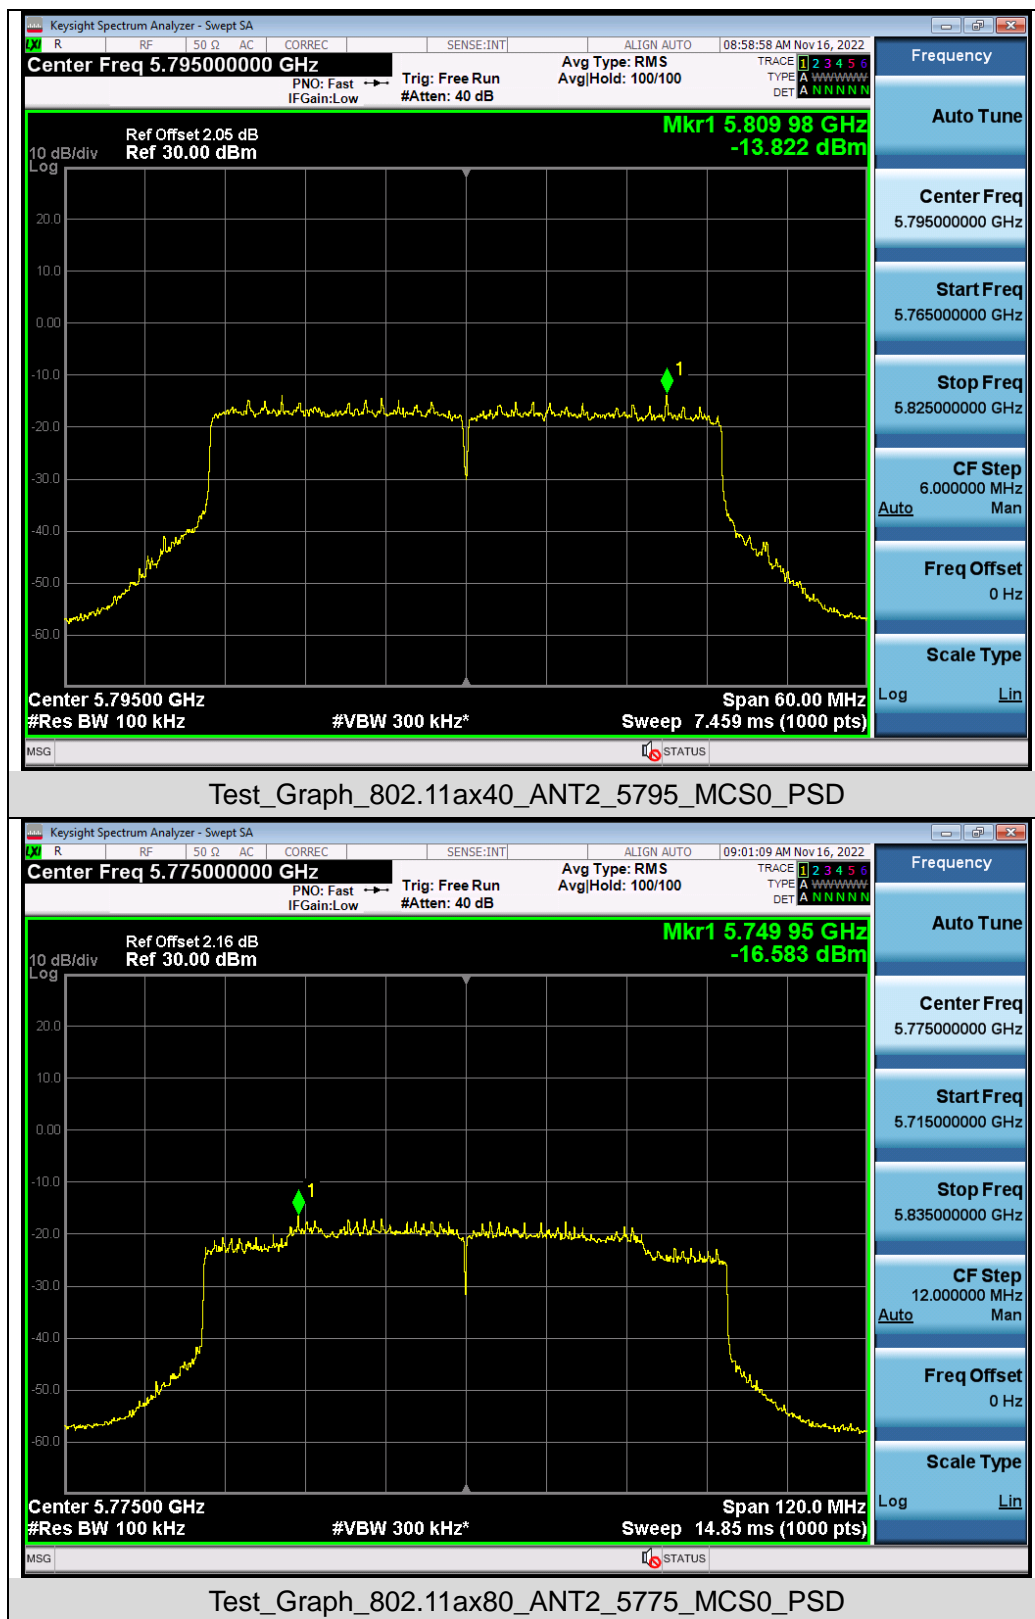 Keysight Spectrum Analyzer - Swept SA
LXI R RF 50 Ω AC CORREC SENSE:INT ALIGN AUTO 08:58:58 AM Nov 16, 2022
Center Freq 5.795000000 GHz
PNO: Fast
IFGain:Low
Trig: Free Run
#Atten: 40 dB
Avg Type: RMS
Avg|Hold: 100/100
TRACE 1 2 3 4 5 6
TYPE A WWWWW
DET A N N N N N
Frequency
Auto Tune
Center Freq
5.795000000 GHz
Start Freq
5.765000000 GHz
Stop Freq
5.825000000 GHz
CF Step
6.000000 MHz
Auto Man
Freq Offset
0 Hz
Scale Type
Log Lin
Mkr1 5.809 98 GHz
-13.822 dBm
Ref Offset 2.05 dB
10 dB/div Ref 30.00 dBm
Log
20.0
10.0
0.00
-10.0
-20.0
-30.0
-40.0
-50.0
-60.0
1
Center 5.79500 GHz Span 60.00 MHz
#Res BW 100 kHz #VBW 300 kHz* Sweep 7.459 ms (1000 pts)
MSG STATUS
Test_Graph_802.11ax40_ANT2_5795_MCS0_PSD
Keysight Spectrum Analyzer - Swept SA
LXI R RF 50 Ω AC CORREC SENSE:INT ALIGN AUTO 09:01:09 AM Nov 16, 2022
Center Freq 5.775000000 GHz
PNO: Fast
IFGain:Low
Trig: Free Run
#Atten: 40 dB
Avg Type: RMS
Avg|Hold: 100/100
TRACE 1 2 3 4 5 6
TYPE A WWWWW
DET A N N N N N
Frequency
Auto Tune
Center Freq
5.775000000 GHz
Start Freq
5.715000000 GHz
Stop Freq
5.835000000 GHz
CF Step
12.000000 MHz
Auto Man
Freq Offset
0 Hz
Scale Type
Log Lin
Mkr1 5.749 95 GHz
-16.583 dBm
Ref Offset 2.16 dB
10 dB/div Ref 30.00 dBm
Log
20.0
10.0
0.00
-10.0
-20.0
-30.0
-40.0
-50.0
-60.0
1
Center 5.77500 GHz Span 120.0 MHz
#Res BW 100 kHz #VBW 300 kHz* Sweep 14.85 ms (1000 pts)
MSG STATUS
Test_Graph_802.11ax80_ANT2_5775_MCS0_PSD